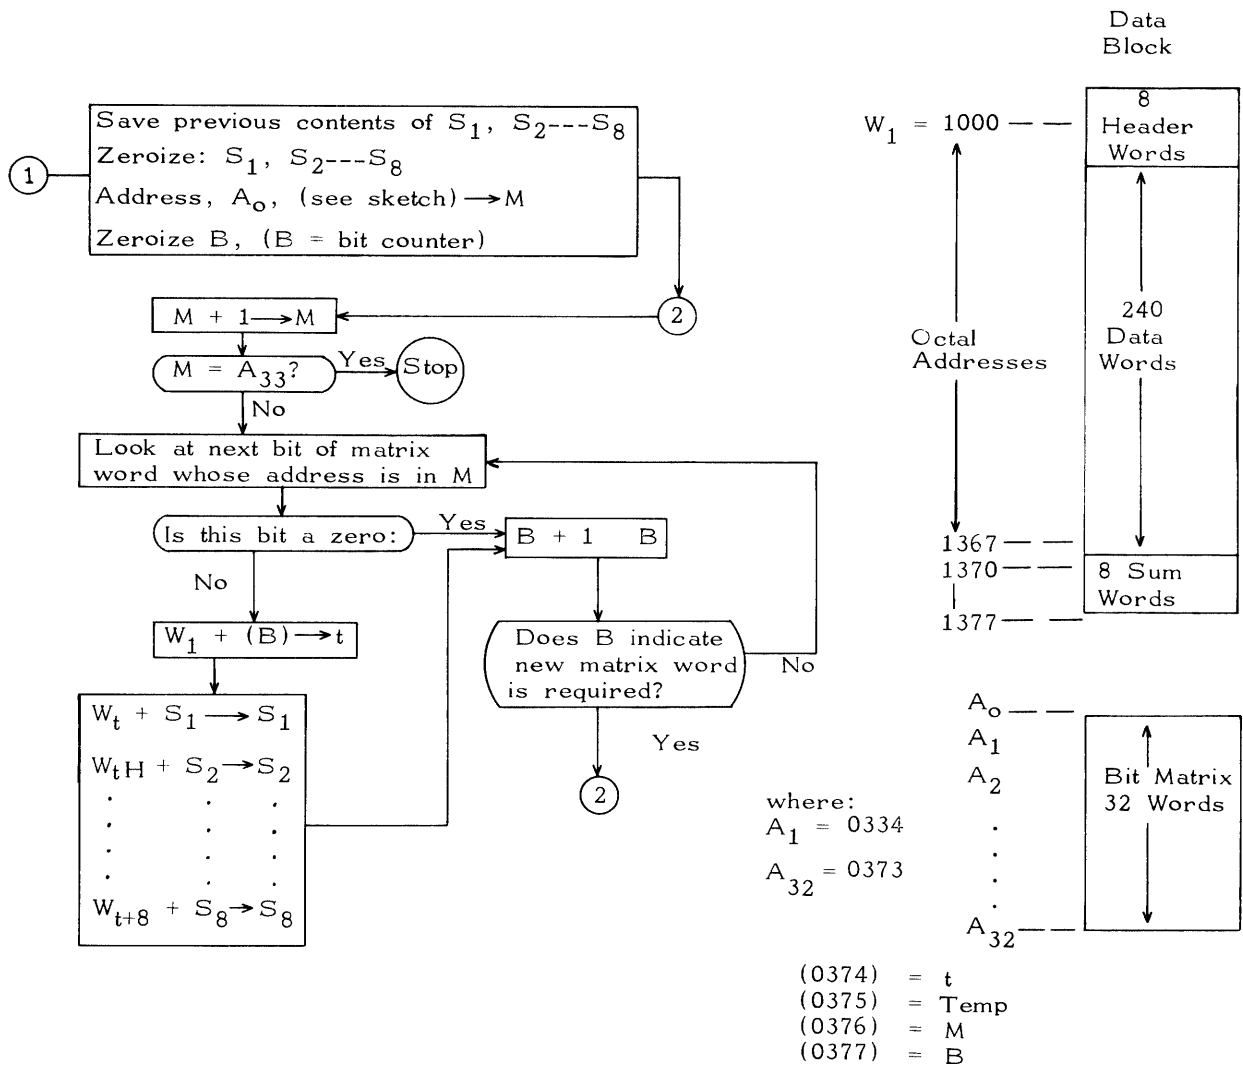 1
Save previous contents of S1, S2---S8
Zeroize: S1, S2---S8
Address, Ao, (see sketch)→M
Zeroize B, (B = bit counter)
2
M + 1→M
M = A33?
Yes
Stop
No
Look at next bit of matrix
word whose address is in M
Is this bit a zero:
Yes
B + 1 B
No
W1 + (B)→t
Does B indicate
new matrix word
is required?
No
Yes
2
Wt + S1→S1
WtH + S2→S2
. . .
. . .
. . .
. . .
. . .
Wt+8 + S8→S8
Data
Block
W1 = 1000
8
Header
Words
Octal
Addresses
240
Data
Words
1367
1370
1377
8 Sum
Words
Ao
A1
A2
.
.
.
.
A32
Bit Matrix
32 Words
where:
A1 = 0334
A32 = 0373
(0374) = t
(0375) = Temp
(0376) = M
(0377) = B